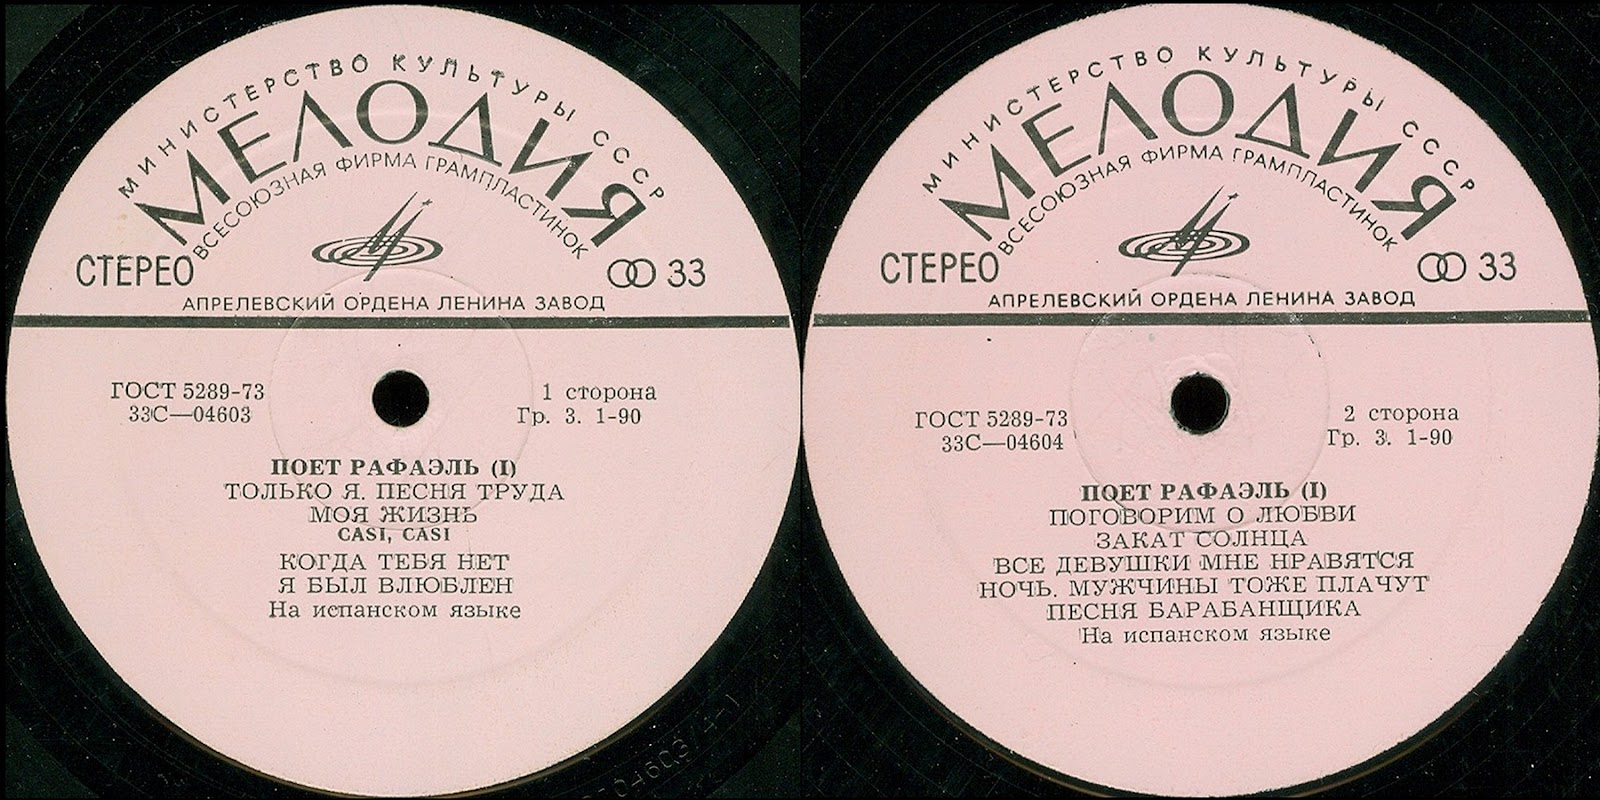 МИНИСТЕРСТВО КУЛЬТУРЫ СССР
МЕЛОДИЯ
ВСЕСОЮЗНАЯ ФИРМА ГРАМПЛАСТИНОК
СТЕРЕО
33
АПРЕЛЕВСКИЙ ОРДЕНА ЛЕНИНА ЗАВОД
ГОСТ 5289-73
33С—04603
1 сторона
Гр. 3. 1-90
ПОЕТ РАФАЭЛЬ (I)
ТОЛЬКО Я. ПЕСНЯ ТРУДА
МОЯ ЖИЗНЬ
CASI, CASI
КОГДА ТЕБЯ НЕТ
Я БЫЛ ВЛЮБЛЕН
На испанском языке
МИНИСТЕРСТВО КУЛЬТУРЫ СССР
МЕЛОДИЯ
ВСЕСОЮЗНАЯ ФИРМА ГРАМПЛАСТИНОК
СТЕРЕО
33
АПРЕЛЕВСКИЙ ОРДЕНА ЛЕНИНА ЗАВОД
ГОСТ 5289-73
33С—04604
2 сторона
Гр. 3. 1-90
ПОЕТ РАФАЭЛЬ (I)
ПОГОВОРИМ О ЛЮБВИ
ЗАКАТ СОЛНЦА
ВСЕ ДЕВУШКИ МНЕ НРАВЯТСЯ
НОЧЬ. МУЖЧИНЫ ТОЖЕ ПЛАЧУТ
ПЕСНЯ БАРАБАНЩИКА
На испанском языке